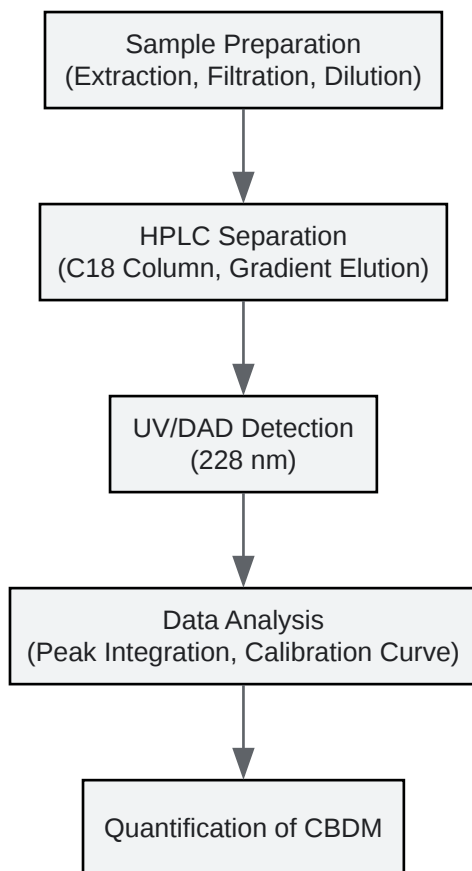 Sample Preparation
(Extraction, Filtration, Dilution)
HPLC Separation
(C18 Column, Gradient Elution)
UV/DAD Detection
(228 nm)
Data Analysis
(Peak Integration, Calibration Curve)
Quantification of CBDM